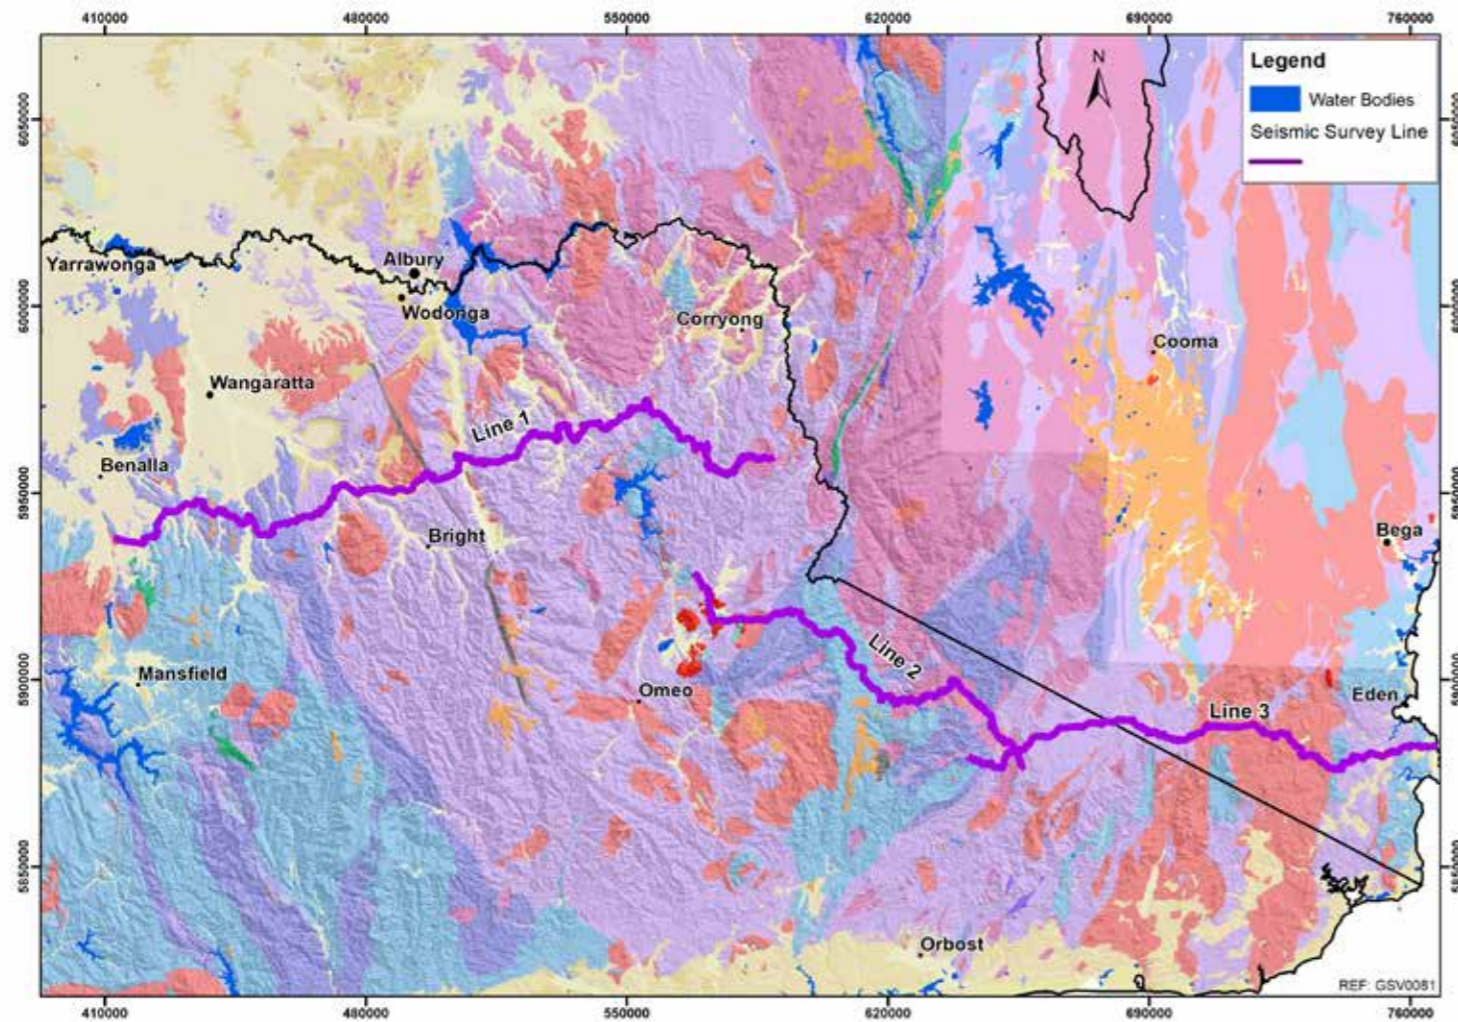 410000 480000 550000 620000 690000 760000
N
Legend
Water Bodies
Seismic Survey Line
6050000
Yarrawonga
Albury
Wodonga
6000000
Corryong
Cooma
Wangaratta
Line 1
Benalla
5950000
Bright
Bega
Line 2
Mansfield
5900000
Omeo
Eden
Line 3
5850000
Orbost
REF: GSV0081
410000 480000 550000 620000 690000 760000